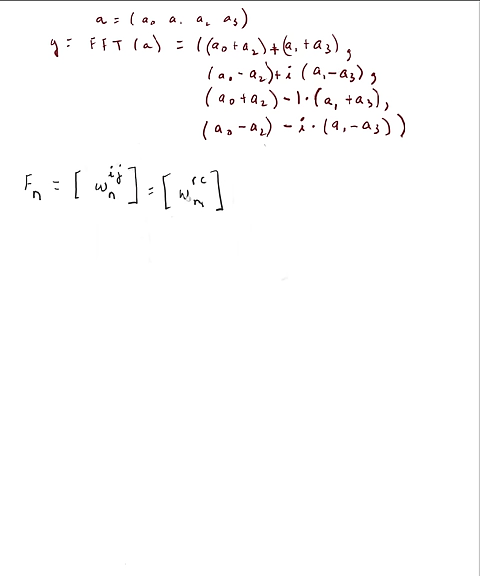 a = (a₀ a₁ a₂ a₃)
y = FFT(a) = ((a₀+a₂)+(a₁+a₃),
(a₀-a₂)+i(a₁-a₃),
(a₀+a₂)-1·(a₁+a₃),
(a₀-a₂)-i·(a₁-a₃))
Fₙ = [ωₙ^{ij}] = [ωₙ^{rc}]